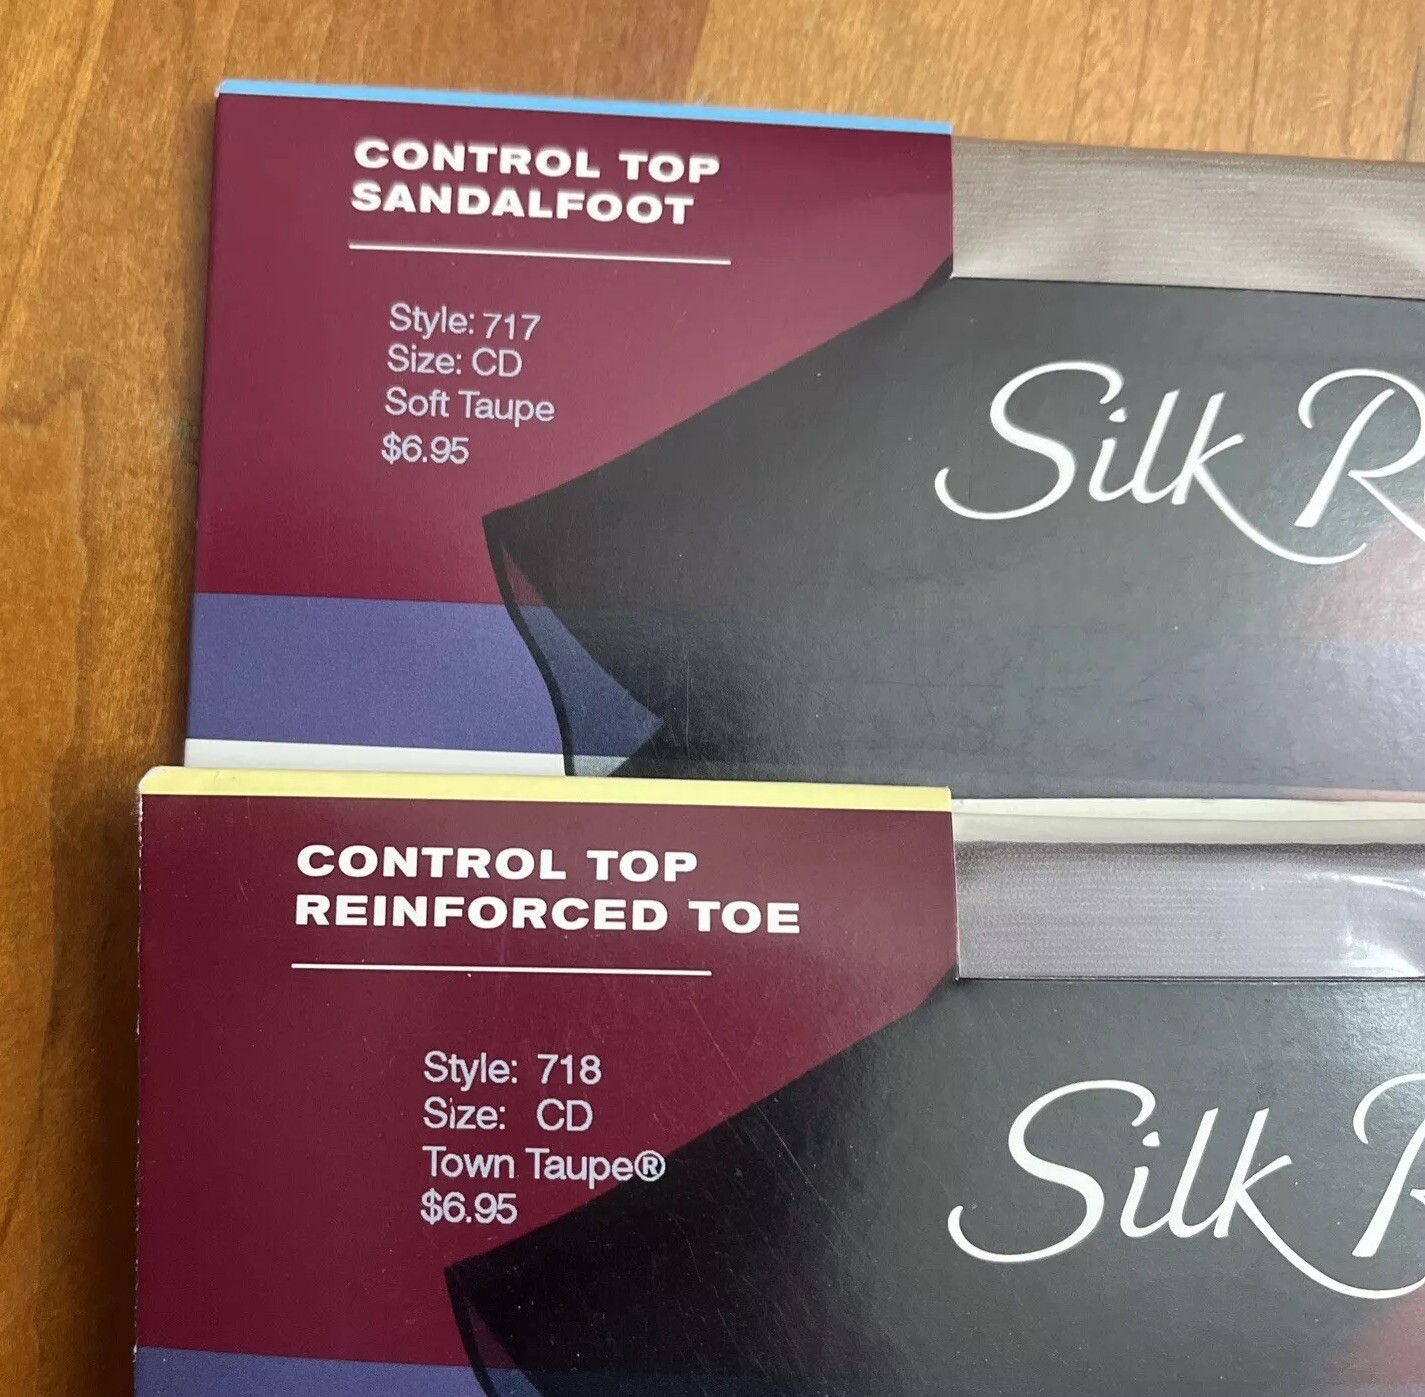 CONTROL TOP
SANDALFOOT
Style: 717
Size: CD
Soft Taupe
$6.95
Silk R
CONTROL TOP
REINFORCED TOE
Style: 718
Size: CD
Town Taupe®
$6.95
Silk